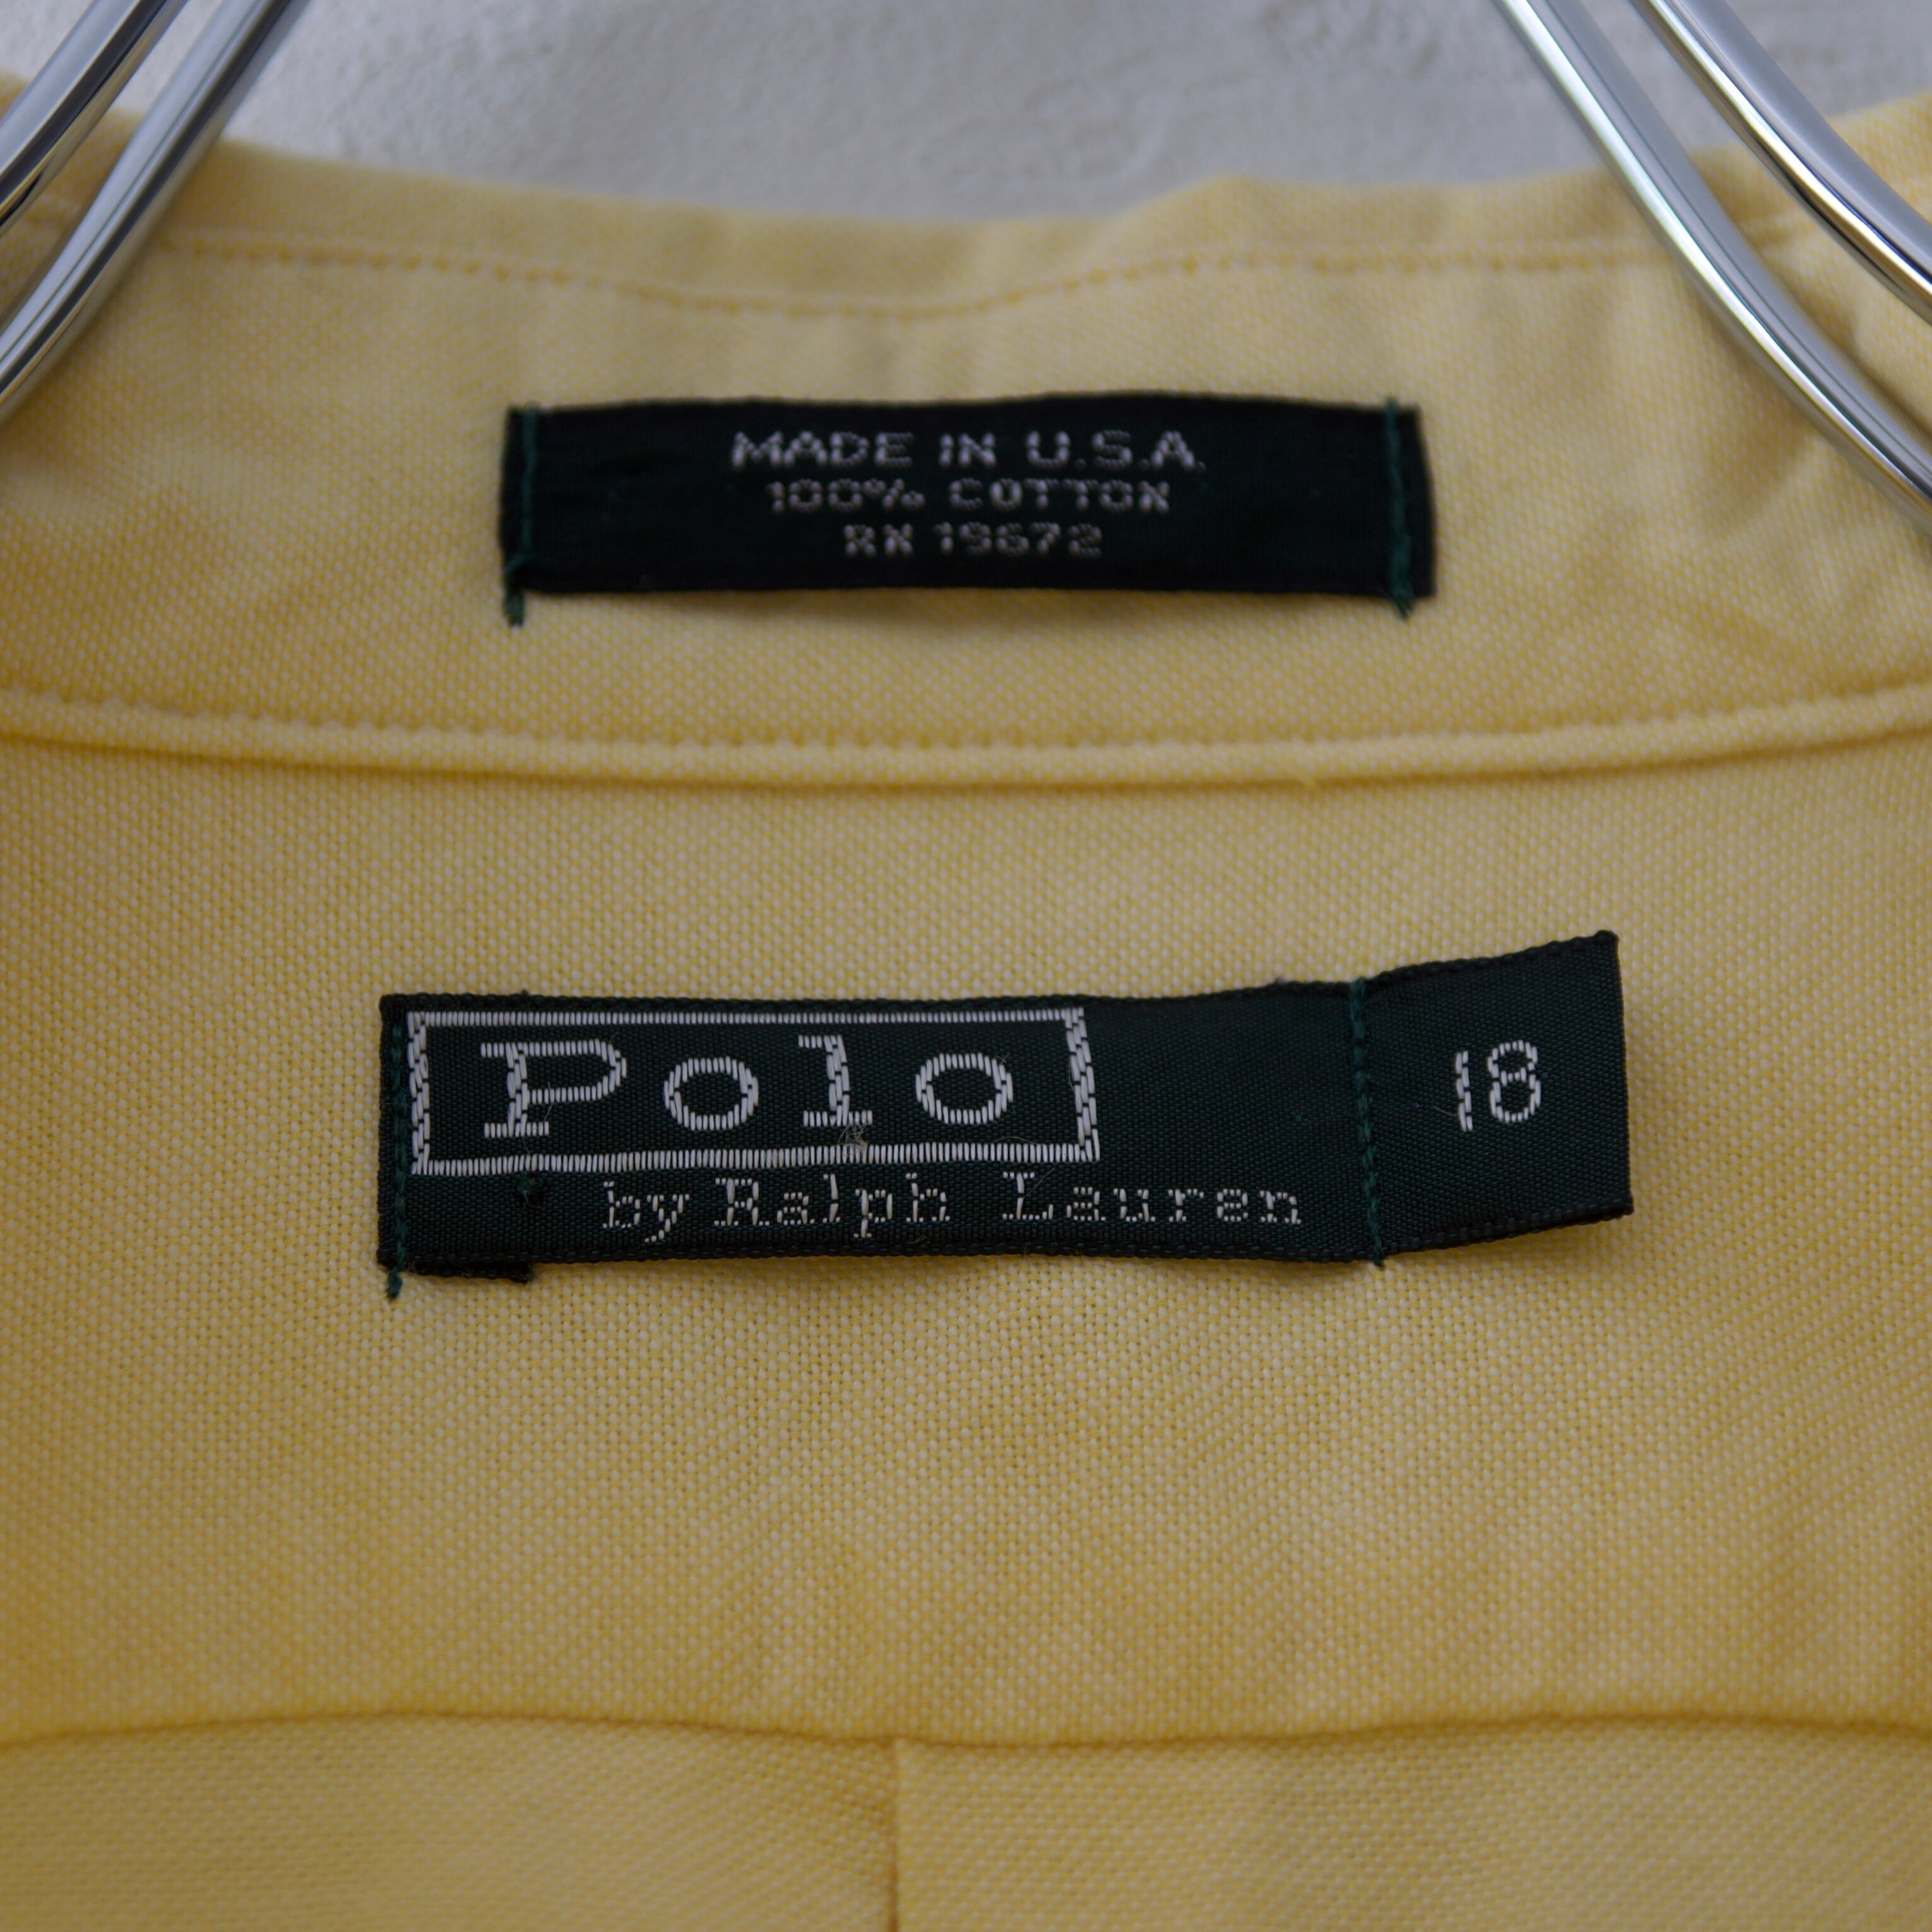 MADE IN U.S.A.
100% COTTON
RN 19672
Polo
by Ralph Lauren
18